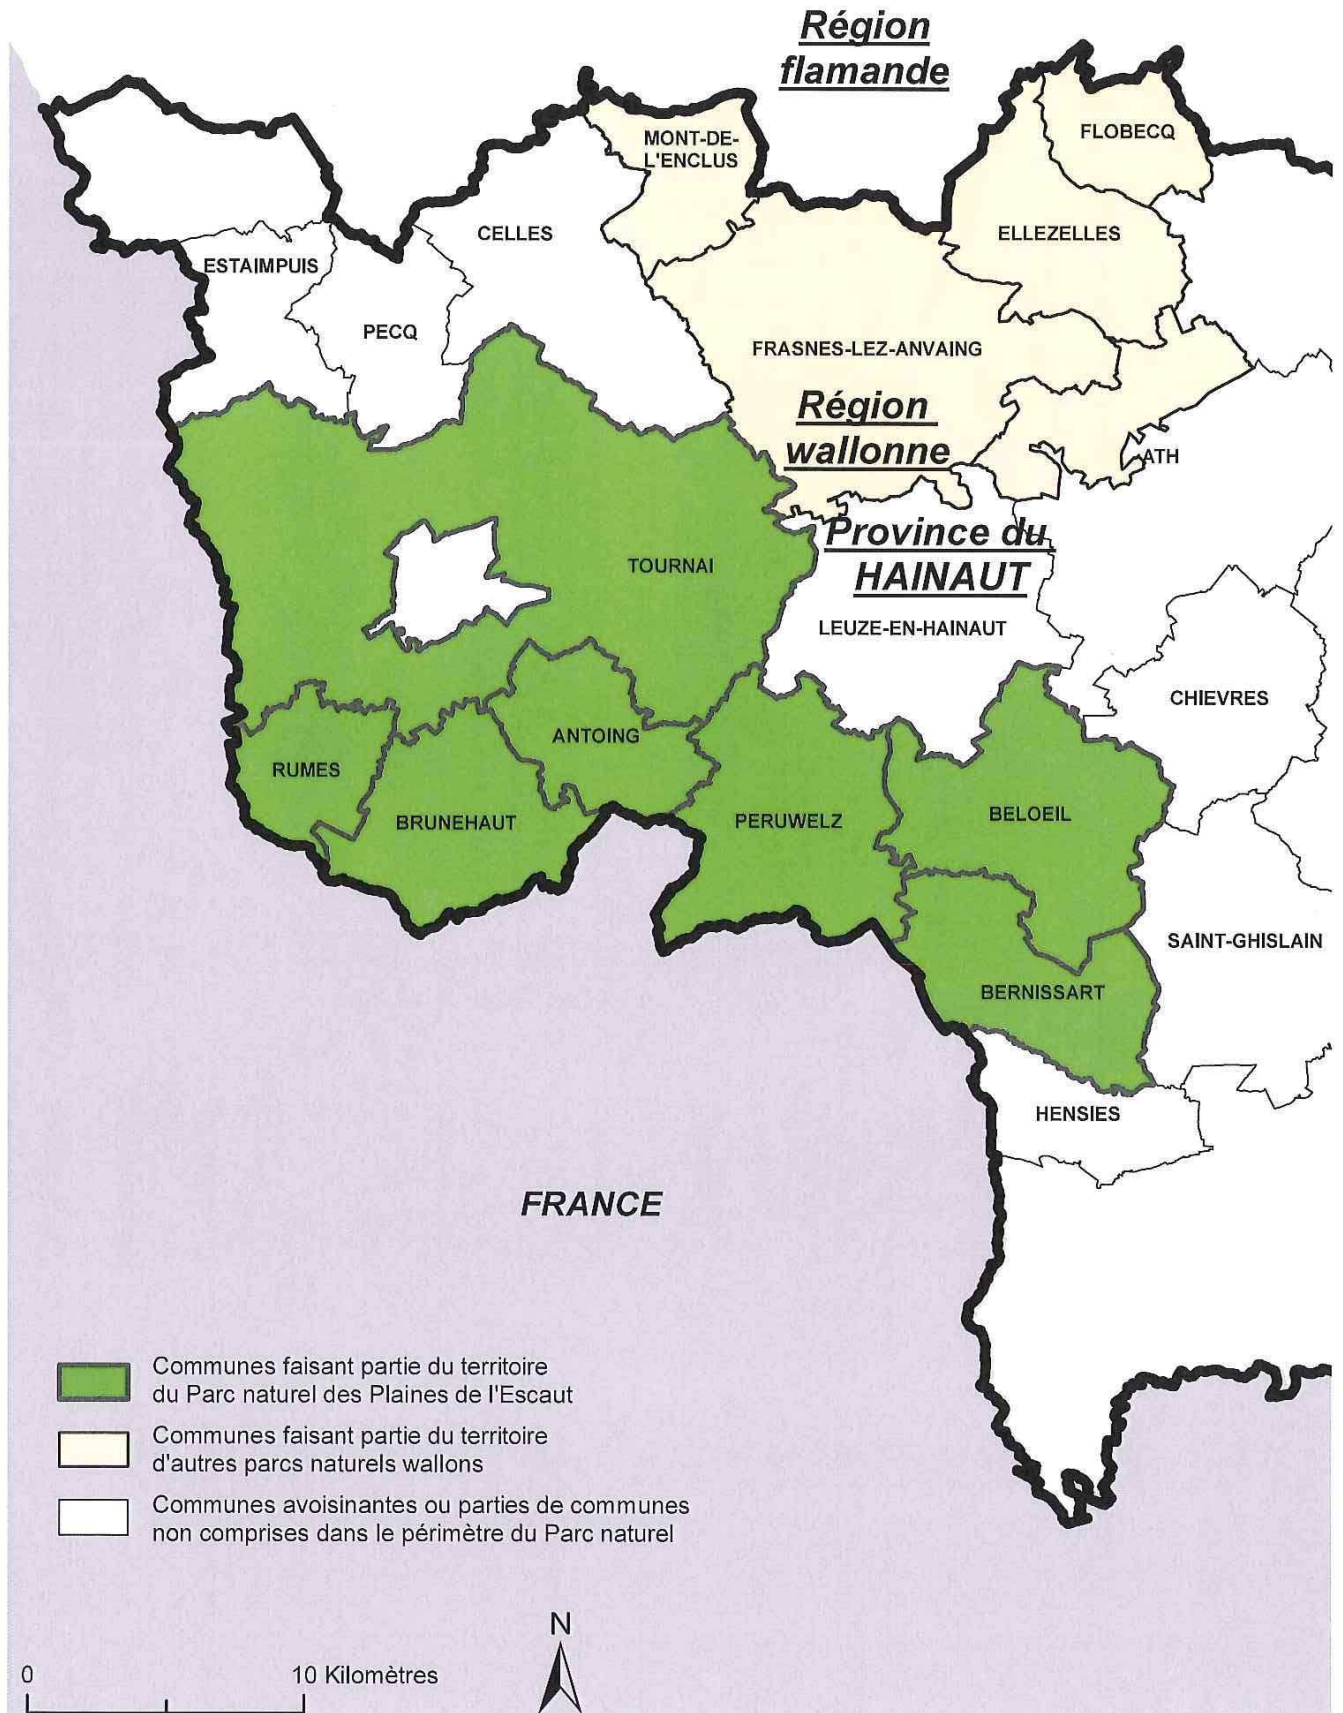 Région
flamande
FLOBECQ
MONT-DE-
L'ENCLUS
CELLES
ELLEZELLES
ESTAIMPUIS
PECQ
FRASNES-LEZ-ANVAING
Région
wallonne
ATH
Province du
HAINAUT
TOURNAI
LEUZE-EN-HAINAUT
CHIEVRES
ANTOING
RUMES
BRUNEHAUT
PERUWELZ
BELOEIL
SAINT-GHISLAIN
BERNISSART
HENSIES
FRANCE
Communes faisant partie du territoire
du Parc naturel des Plaines de l'Escaut
Communes faisant partie du territoire
d'autres parcs naturels wallons
Communes avoisinantes ou parties de communes
non comprises dans le périmètre du Parc naturel
N
0 10 Kilomètres